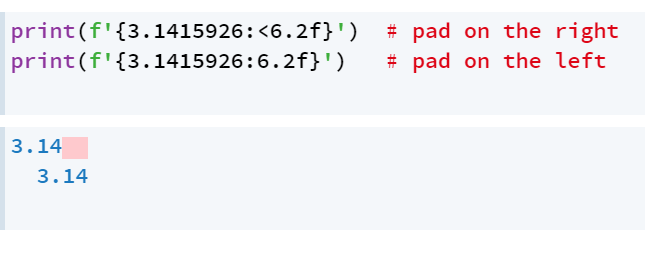 print(f'{3.1415926:<6.2f}')  # pad on the right
print(f'{3.1415926:6.2f}')   # pad on the left
3.14
  3.14